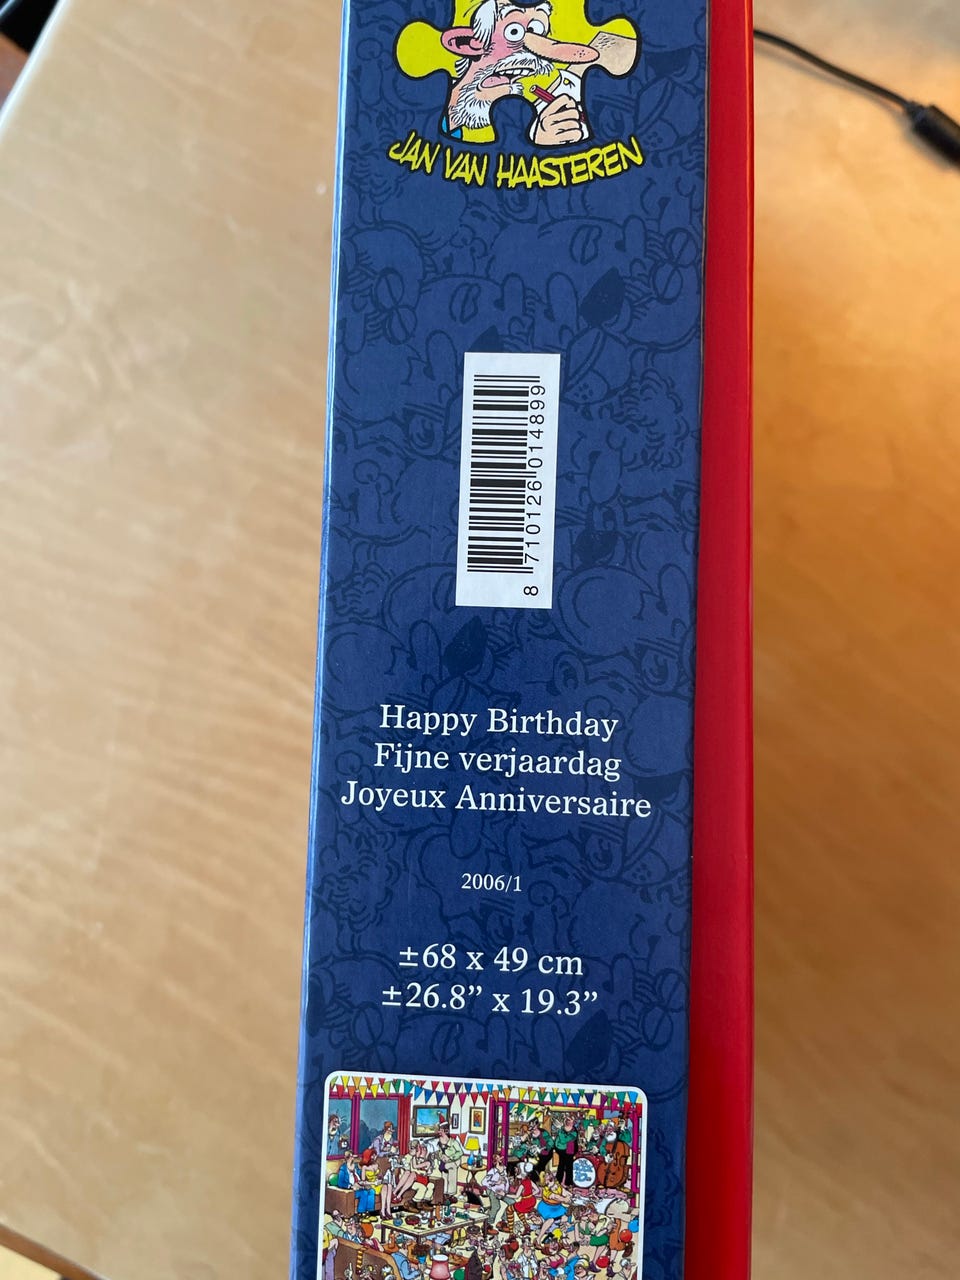 JAN VAN HAASTEREN
8 710126 014899
Happy Birthday
Fijne verjaardag
Joyeux Anniversaire
2006/1
±68 x 49 cm
±26.8” x 19.3”